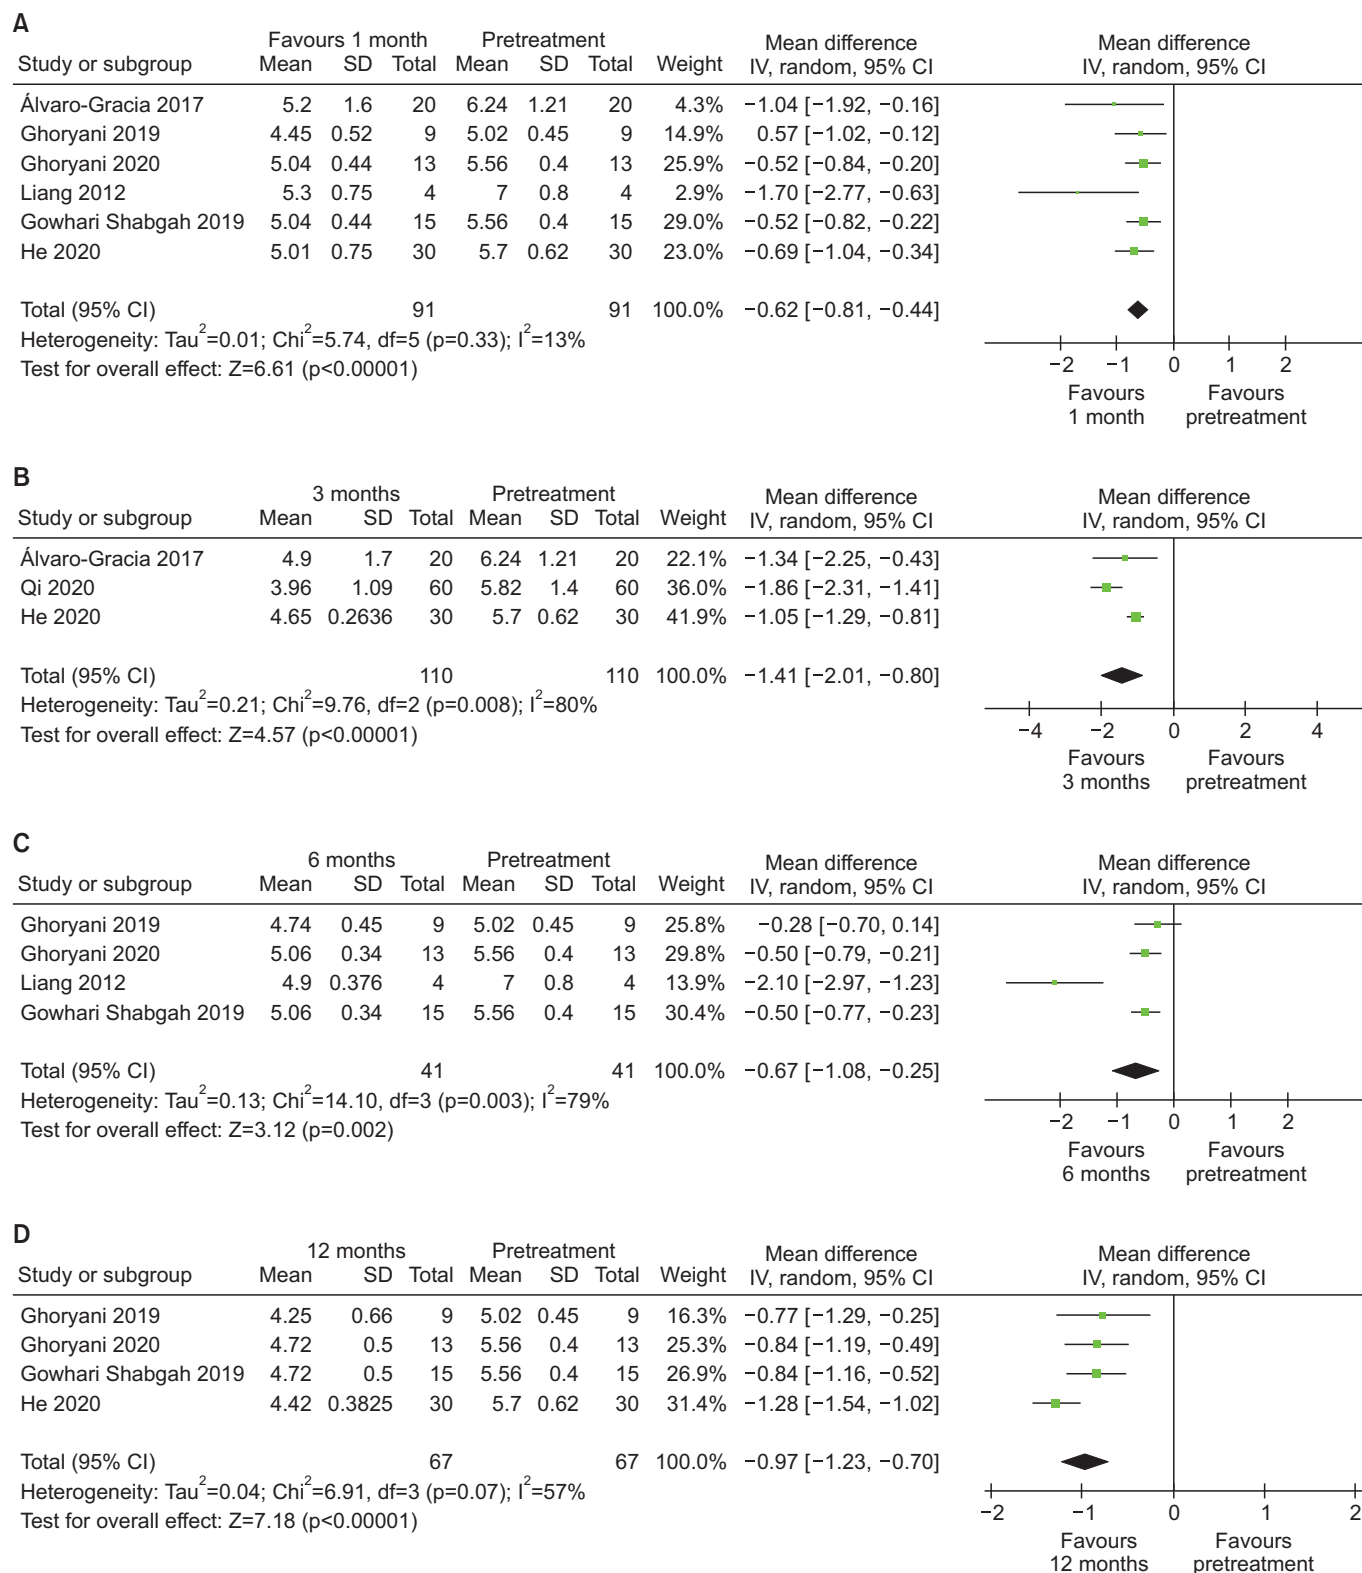 A
Favours 1 month Pretreatment Mean difference Mean difference
Study or subgroup Mean SD Total Mean SD Total Weight IV, random, 95% CI IV, random, 95% CI
Álvaro-Gracia 2017 5.2 1.6 20 6.24 1.21 20 4.3% −1.04 [−1.92, −0.16]
Ghoryani 2019 4.45 0.52 9 5.02 0.45 9 14.9% 0.57 [−1.02, −0.12]
Ghoryani 2020 5.04 0.44 13 5.56 0.4 13 25.9% −0.52 [−0.84, −0.20]
Liang 2012 5.3 0.75 4 7 0.8 4 2.9% −1.70 [−2.77, −0.63]
Gowhari Shabgah 2019 5.04 0.44 15 5.56 0.4 15 29.0% −0.52 [−0.82, −0.22]
He 2020 5.01 0.75 30 5.7 0.62 30 23.0% −0.69 [−1.04, −0.34]
Total (95% CI) 91 91 100.0% −0.62 [−0.81, −0.44]
Heterogeneity: Tau²=0.01; Chi²=5.74, df=5 (p=0.33); I²=13%
Test for overall effect: Z=6.61 (p<0.00001)
−2 −1 0 1 2
Favours Favours
1 month pretreatment
B
3 months Pretreatment Mean difference Mean difference
Study or subgroup Mean SD Total Mean SD Total Weight IV, random, 95% CI IV, random, 95% CI
Álvaro-Gracia 2017 4.9 1.7 20 6.24 1.21 20 22.1% −1.34 [−2.25, −0.43]
Qi 2020 3.96 1.09 60 5.82 1.4 60 36.0% −1.86 [−2.31, −1.41]
He 2020 4.65 0.2636 30 5.7 0.62 30 41.9% −1.05 [−1.29, −0.81]
Total (95% CI) 110 110 100.0% −1.41 [−2.01, −0.80]
Heterogeneity: Tau²=0.21; Chi²=9.76, df=2 (p=0.008); I²=80%
Test for overall effect: Z=4.57 (p<0.00001)
−4 −2 0 2 4
Favours Favours
3 months pretreatment
C
6 months Pretreatment Mean difference Mean difference
Study or subgroup Mean SD Total Mean SD Total Weight IV, random, 95% CI IV, random, 95% CI
Ghoryani 2019 4.74 0.45 9 5.02 0.45 9 25.8% −0.28 [−0.70, 0.14]
Ghoryani 2020 5.06 0.34 13 5.56 0.4 13 29.8% −0.50 [−0.79, −0.21]
Liang 2012 4.9 0.376 4 7 0.8 4 13.9% −2.10 [−2.97, −1.23]
Gowhari Shabgah 2019 5.06 0.34 15 5.56 0.4 15 30.4% −0.50 [−0.77, −0.23]
Total (95% CI) 41 41 100.0% −0.67 [−1.08, −0.25]
Heterogeneity: Tau²=0.13; Chi²=14.10, df=3 (p=0.003); I²=79%
Test for overall effect: Z=3.12 (p=0.002)
−2 −1 0 1 2
Favours Favours
6 months pretreatment
D
12 months Pretreatment Mean difference Mean difference
Study or subgroup Mean SD Total Mean SD Total Weight IV, random, 95% CI IV, random, 95% CI
Ghoryani 2019 4.25 0.66 9 5.02 0.45 9 16.3% −0.77 [−1.29, −0.25]
Ghoryani 2020 4.72 0.5 13 5.56 0.4 13 25.3% −0.84 [−1.19, −0.49]
Gowhari Shabgah 2019 4.72 0.5 15 5.56 0.4 15 26.9% −0.84 [−1.16, −0.52]
He 2020 4.42 0.3825 30 5.7 0.62 30 31.4% −1.28 [−1.54, −1.02]
Total (95% CI) 67 67 100.0% −0.97 [−1.23, −0.70]
Heterogeneity: Tau²=0.04; Chi²=6.91, df=3 (p=0.07); I²=57%
Test for overall effect: Z=7.18 (p<0.00001)
−2 −1 0 1 2
Favours Favours
12 months pretreatment